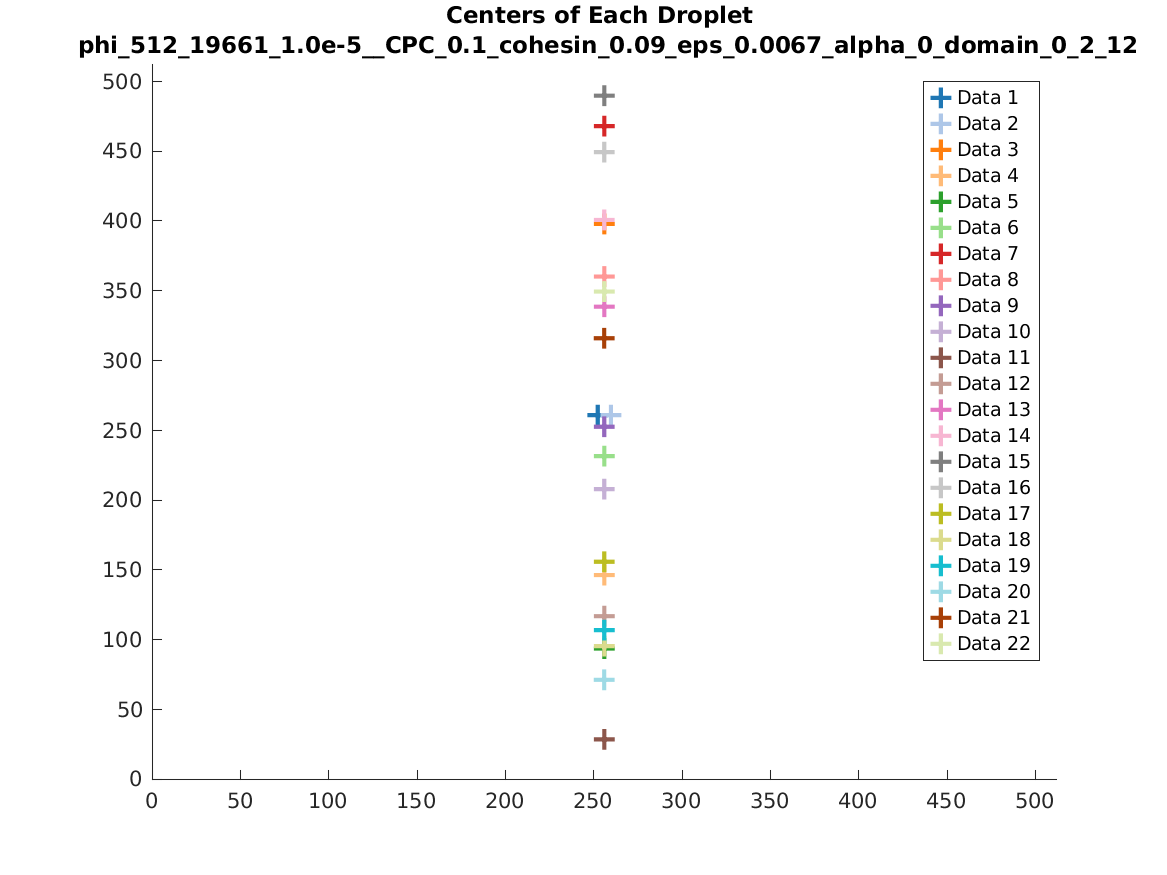 Centers of Each Droplet
phi_512_19661_1.0e-5__CPC_0.1_cohesin_0.09_eps_0.0067_alpha_0_domain_0_2_12
500
450
400
350
300
250
200
150
100
50
0
0 50 100 150 200 250 300 350 400 450 500
Data 1
Data 2
Data 3
Data 4
Data 5
Data 6
Data 7
Data 8
Data 9
Data 10
Data 11
Data 12
Data 13
Data 14
Data 15
Data 16
Data 17
Data 18
Data 19
Data 20
Data 21
Data 22